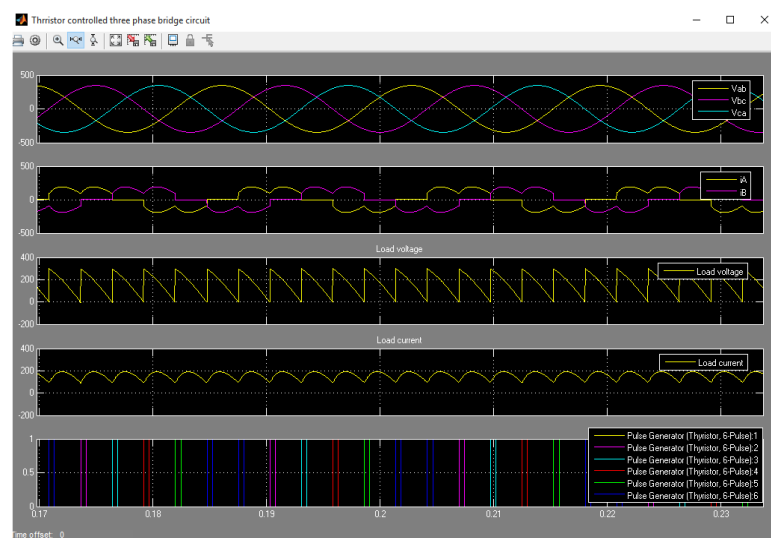 Thrristor controlled three phase bridge circuit
500
0
-500
Vab
Vbc
Vca
500
0
-500
iA
iB
Load voltage
400
200
0
-200
Load voltage
Load current
400
200
0
-200
Load current
1
0.5
0
Pulse Generator (Thyristor, 6-Pulse):1
Pulse Generator (Thyristor, 6-Pulse):2
Pulse Generator (Thyristor, 6-Pulse):3
Pulse Generator (Thyristor, 6-Pulse):4
Pulse Generator (Thyristor, 6-Pulse):5
Pulse Generator (Thyristor, 6-Pulse):6
0.17 0.18 0.19 0.2 0.21 0.22 0.23
Time offset: 0